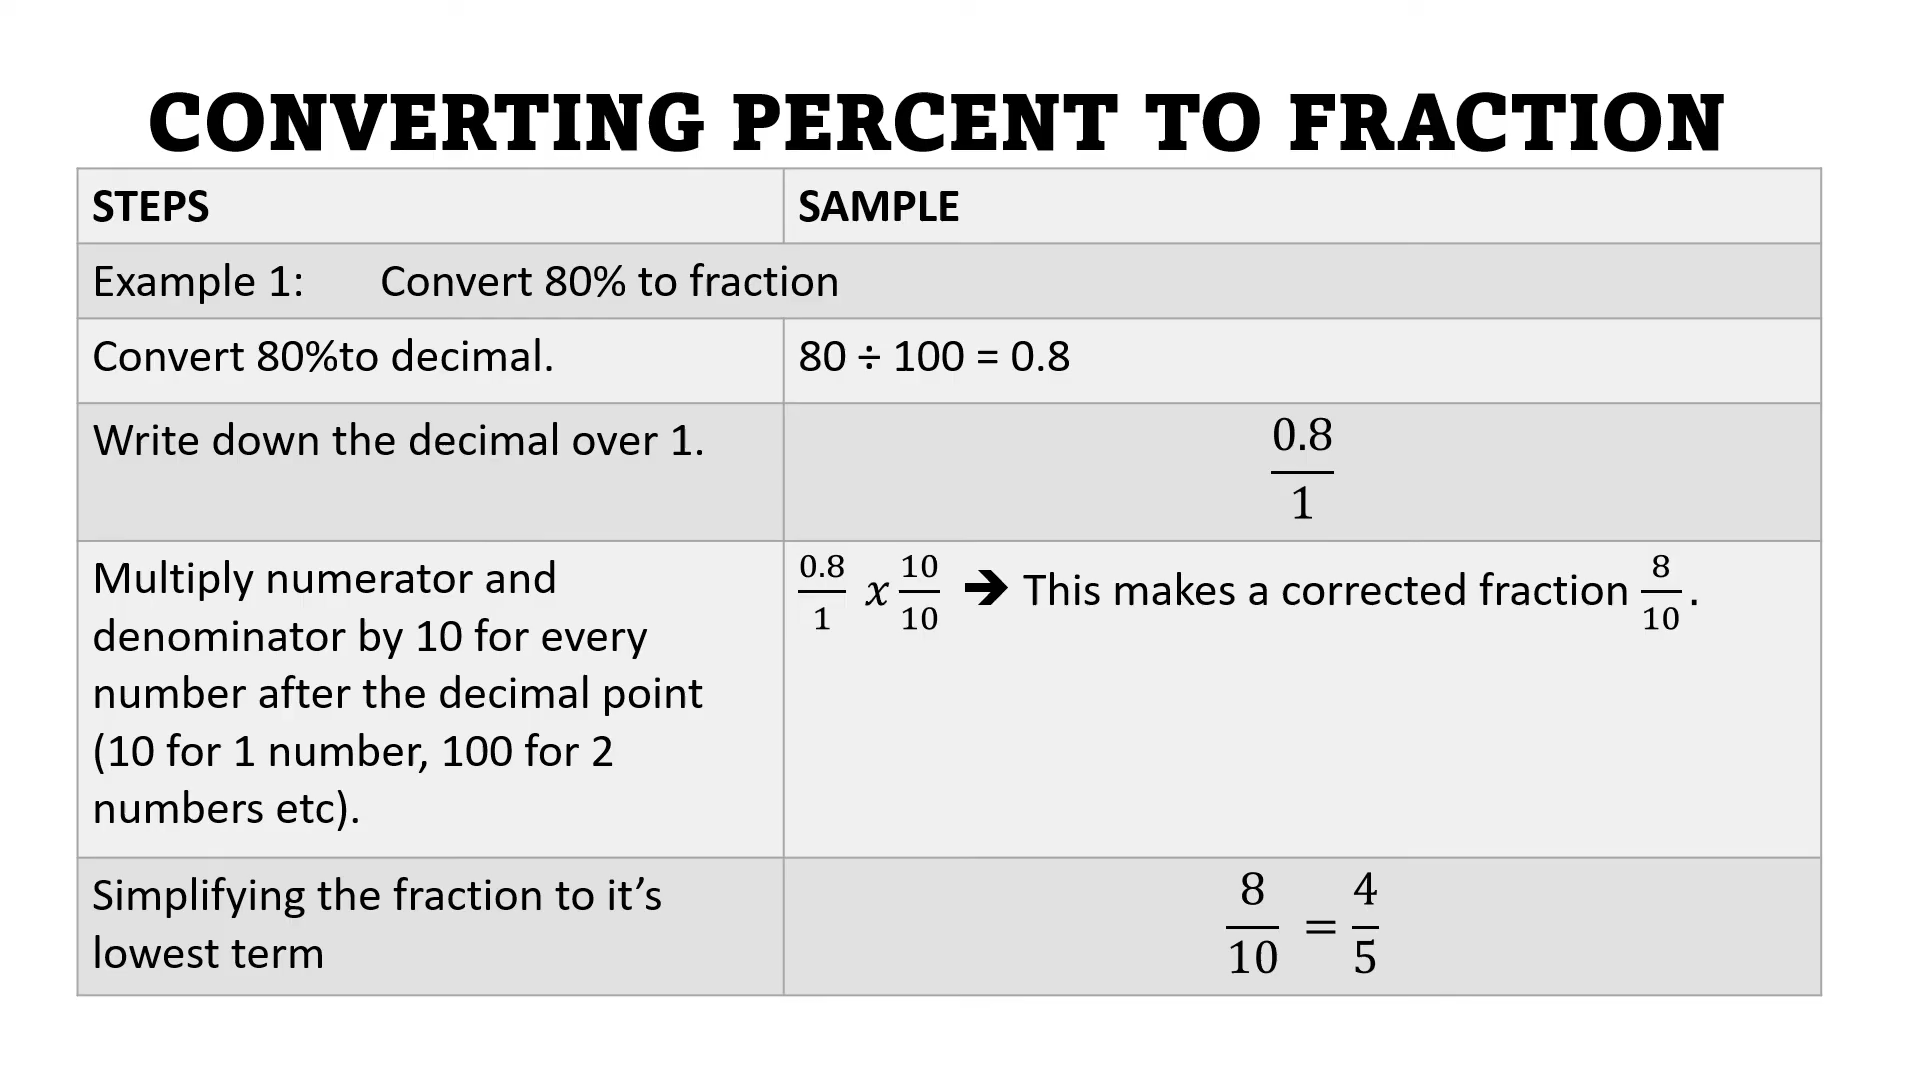 CONVERTING PERCENT TO FRACTION
STEPS
SAMPLE
Example 1: Convert 80% to fraction
Convert 80%to decimal.
80 ÷ 100 = 0.8
Write down the decimal over 1.
0.8
1
Multiply numerator and
denominator by 10 for every
number after the decimal point
(10 for 1 number, 100 for 2
numbers etc).
0.8/1 x 10/10 ➔ This makes a corrected fraction 8/10.
Simplifying the fraction to it’s
lowest term
8/10 = 4/5